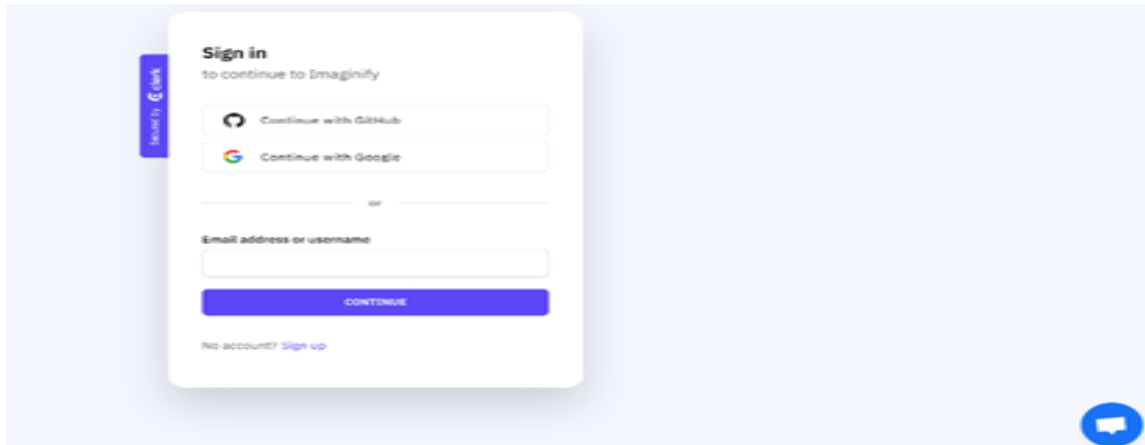 Sign in
to continue to Imaginify
Secured by clerk
Continue with GitHub
Continue with Google
or
Email address or username
CONTINUE
No account? Sign up